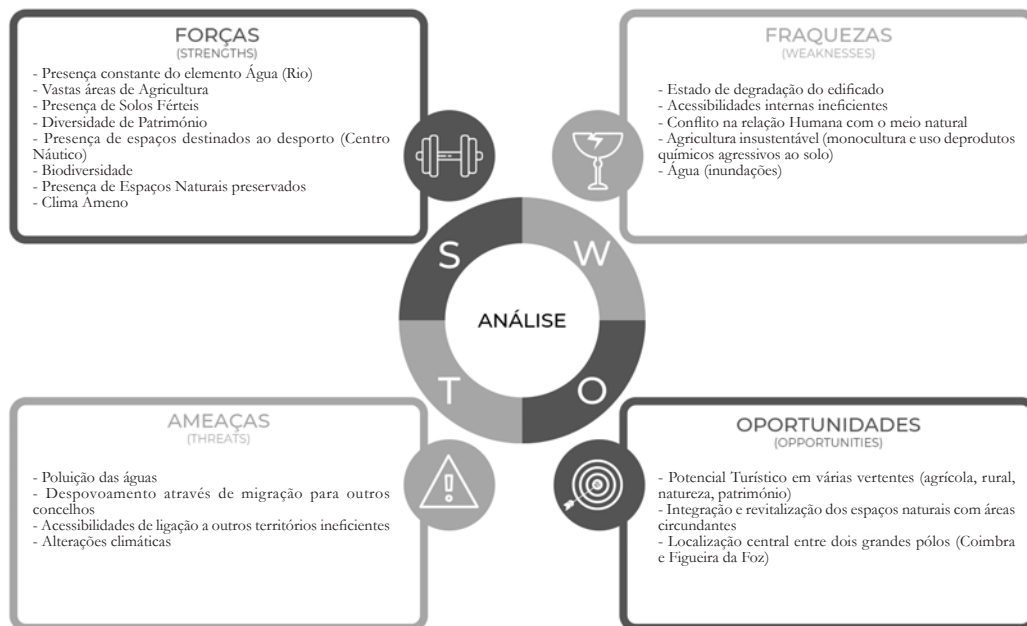 FORÇAS
(STRENGTHS)
- Presença constante do elemento Água (Rio)
- Vastas áreas de Agricultura
- Presença de Solos Férteis
- Diversidade de Património
- Presença de espaços destinados ao desporto (Centro
Náutico)
- Biodiversidade
- Presença de Espaços Naturais preservados
- Clima Ameno
FRAQUEZAS
(WEAKNESSES)
- Estado de degradação do edificado
- Acessibilidades internas ineficientes
- Conflito na relação Humana com o meio natural
- Agricultura insustentável (monocultura e uso deprodutos
químicos agressivos ao solo)
- Água (inundações)
S
W
ANÁLISE
T
O
AMEAÇAS
(THREATS)
- Poluição das águas
- Despovoamento através de migração para outros
concelhos
- Acessibilidades de ligação a outros territórios ineficientes
- Alterações climáticas
OPORTUNIDADES
(OPPORTUNITIES)
- Potencial Turístico em várias vertentes (agrícola, rural,
natureza, património)
- Integração e revitalização dos espaços naturais com áreas
circundantes
- Localização central entre dois grandes pólos (Coimbra
e Figueira da Foz)